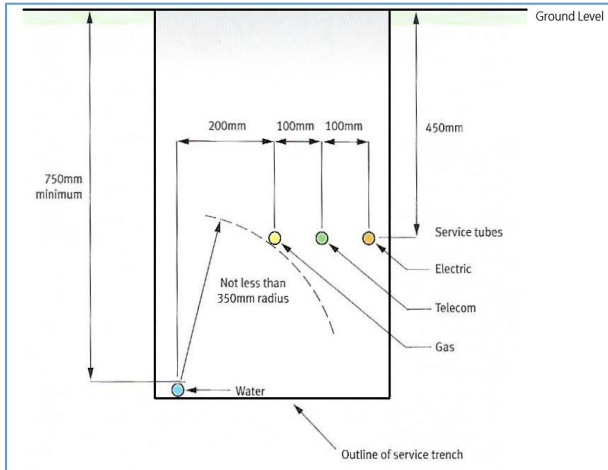 Ground Level
200mm
100mm
100mm
450mm
750mm
minimum
Service tubes
Electric
Not less than
350mm radius
Telecom
Gas
Water
Outline of service trench